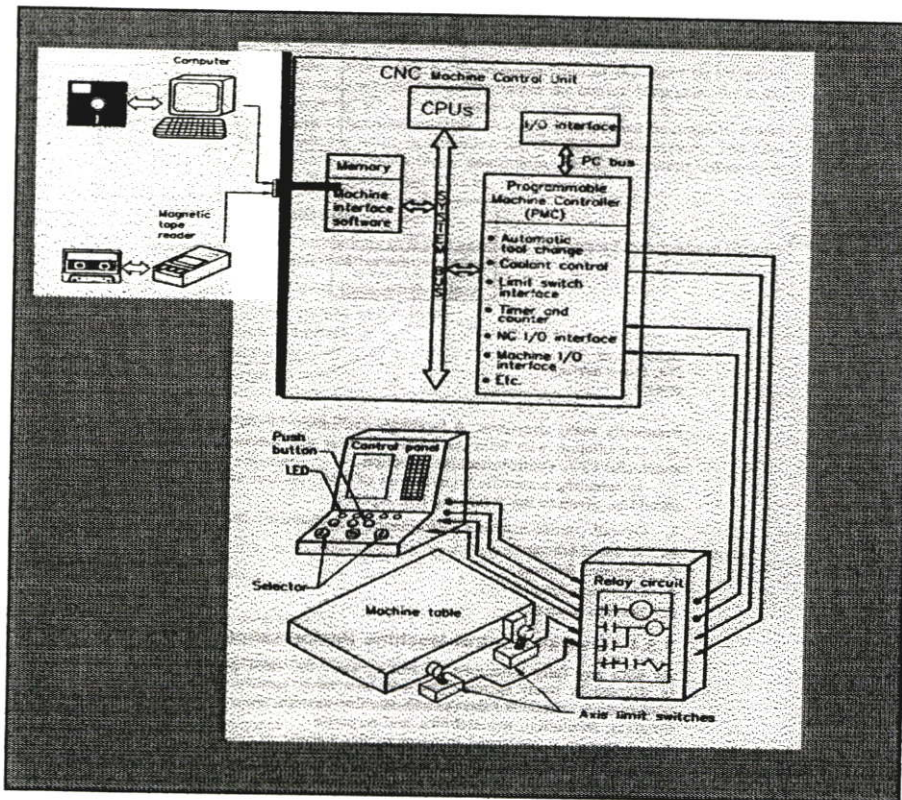 Computer
CNC Machine Control Unit
CPUs
I/O interface
PC bus
Memory
Machine
interface
software
SYSTEM BUS
Programmable
Machine Controller
(PMC)
• Automatic
tool change
• Coolant control
• Limit switch
interface
• Timer and
counter
• NC I/O interface
• Machine I/O
interface
• Etc.
Magnetic
tape
reader
Push
button
Control panel
LED
Selector
Machine table
Relay circuit
Axis limit switches